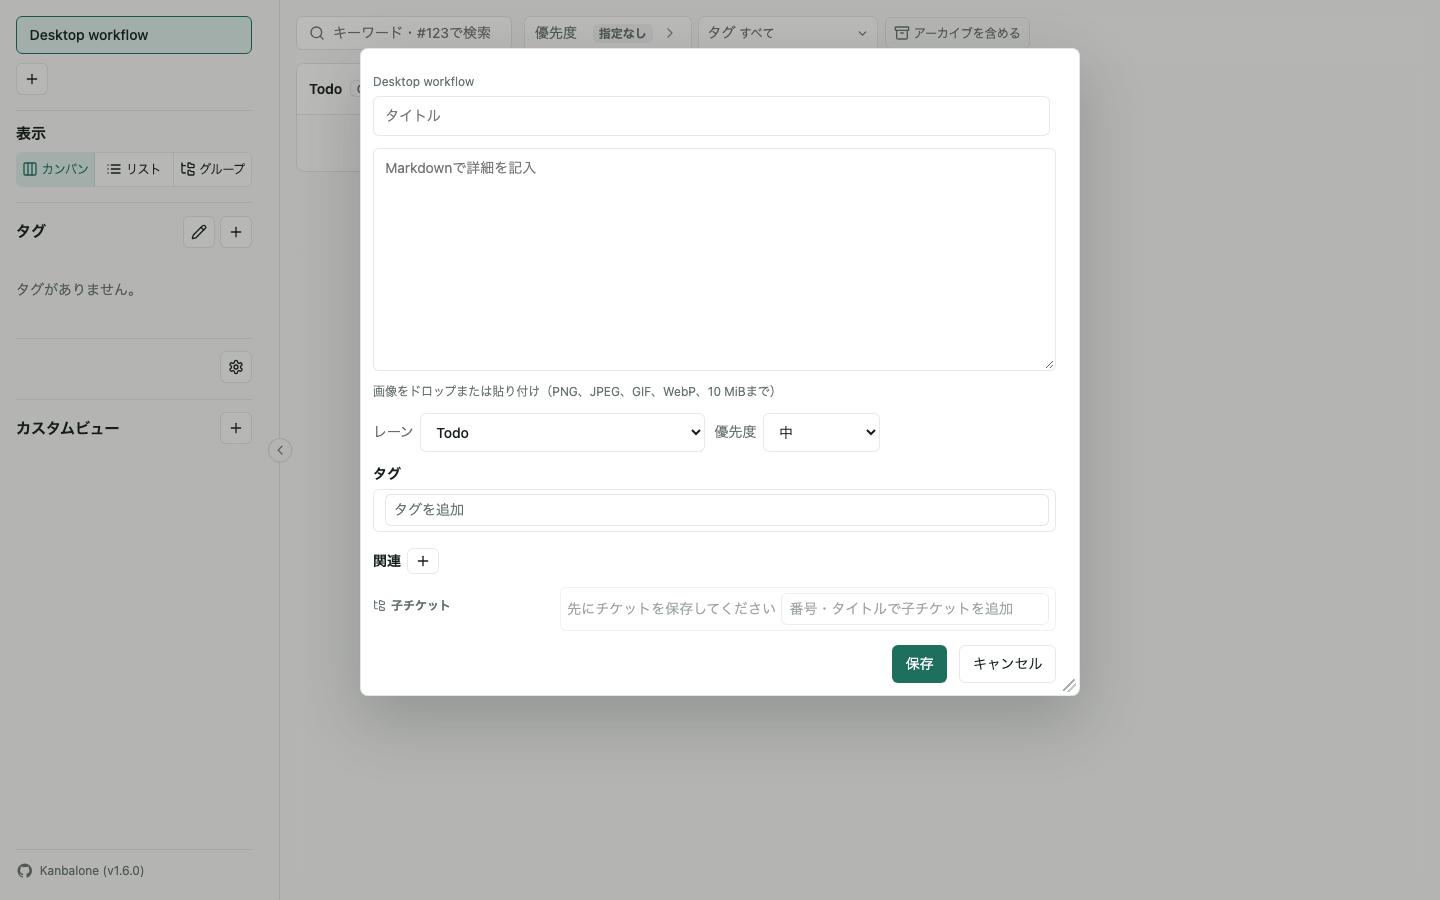 Desktop workflow
表示
カンバン
リスト
グループ
タグ
タグがありません。
カスタムビュー
Kanbalone (v1.6.0)
キーワード・#123で検索
優先度 指定なし
タグ すべて
アーカイブを含める
Todo
Desktop workflow
タイトル
Markdownで詳細を記入
画像をドロップまたは貼り付け（PNG、JPEG、GIF、WebP、10 MiBまで）
レーン Todo 優先度 中
タグ
タグを追加
関連
子チケット 先にチケットを保存してください 番号・タイトルで子チケットを追加
保存 キャンセル